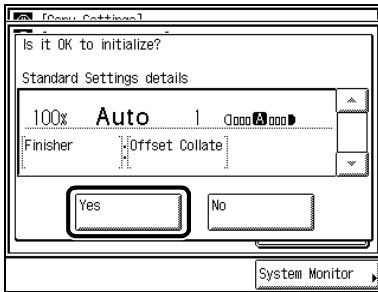 [Copy Settings]
Is it OK to initialize?
Standard Settings details
100% Auto 1 A
Finisher : Offset Collate
Yes No
System Monitor